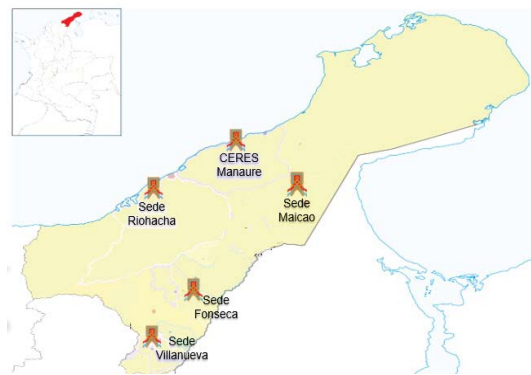 CERES
Manaure
Sede
Maicao
Sede
Riohacha
Sede
Fonseca
Sede
Villanueva